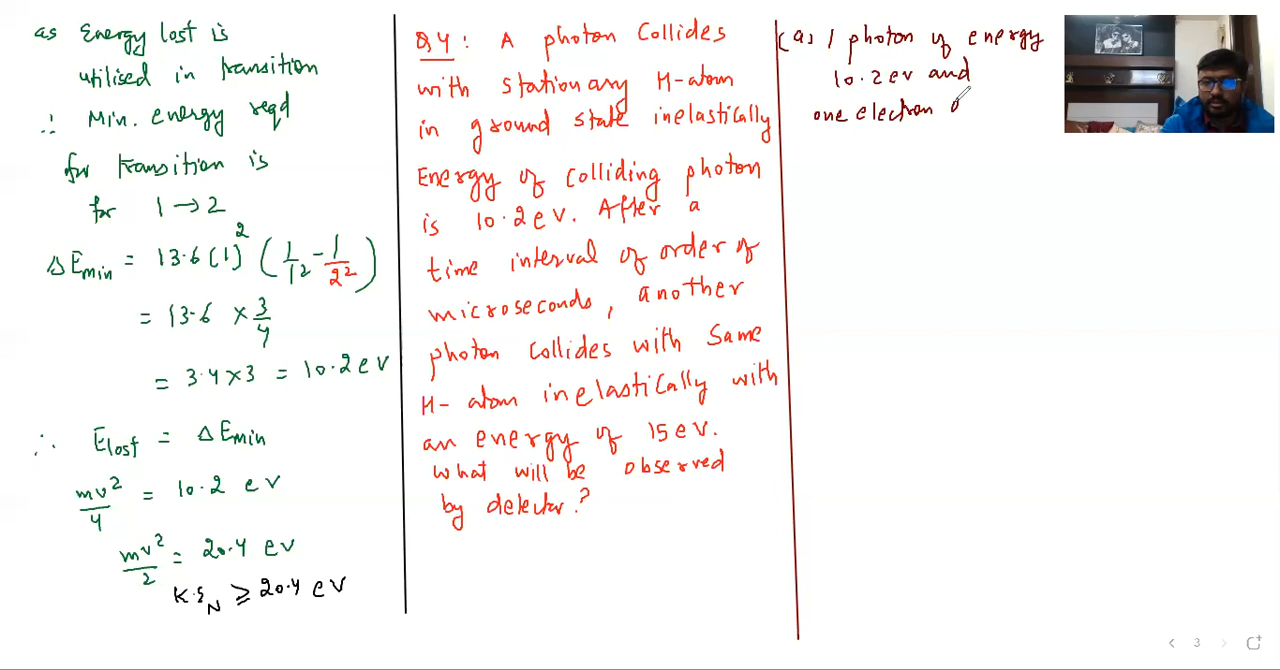 as Energy lost is
utilised in transition
∴ Min. energy reqd
for transition is
for 1 → 2
ΔEmin = 13.6 (1)² (1/1² - 1/2²)
= 13.6 × 3/4
= 3.4×3 = 10.2 eV
∴ Elost = ΔEmin
mv²/4 = 10.2 eV
mv²/2 = 20.4 eV
K.E_N ≥ 20.4 eV
Q4: A photon Collides
with stationary H-atom
in ground state inelastically
Energy of Colliding photon
is 10.2 eV. After a
time interval of order of
microseconds, another
photon Collides with Same
H-atom inelastically with
an energy of 15 eV.
What will be observed
by detector?
(a) 1 photon of energy
10.2 eV and
one electron
3